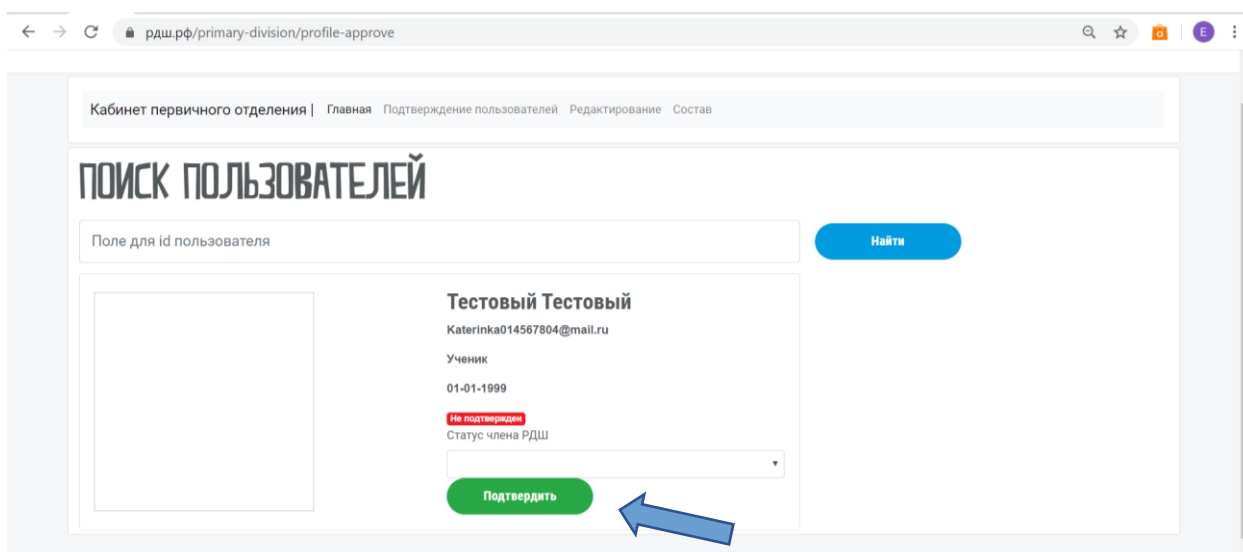 рдш.рф/primary-division/profile-approve
E
Кабинет первичного отделения | Главная Подтверждение пользователей Редактирование Состав
ПОИСК ПОЛЬЗОВАТЕЛЕЙ
Поле для id пользователя
Найти
Тестовый Тестовый
Katerinka014567804@mail.ru
Ученик
01-01-1999
Не подтвержден
Статус члена РДШ
Подтвердить